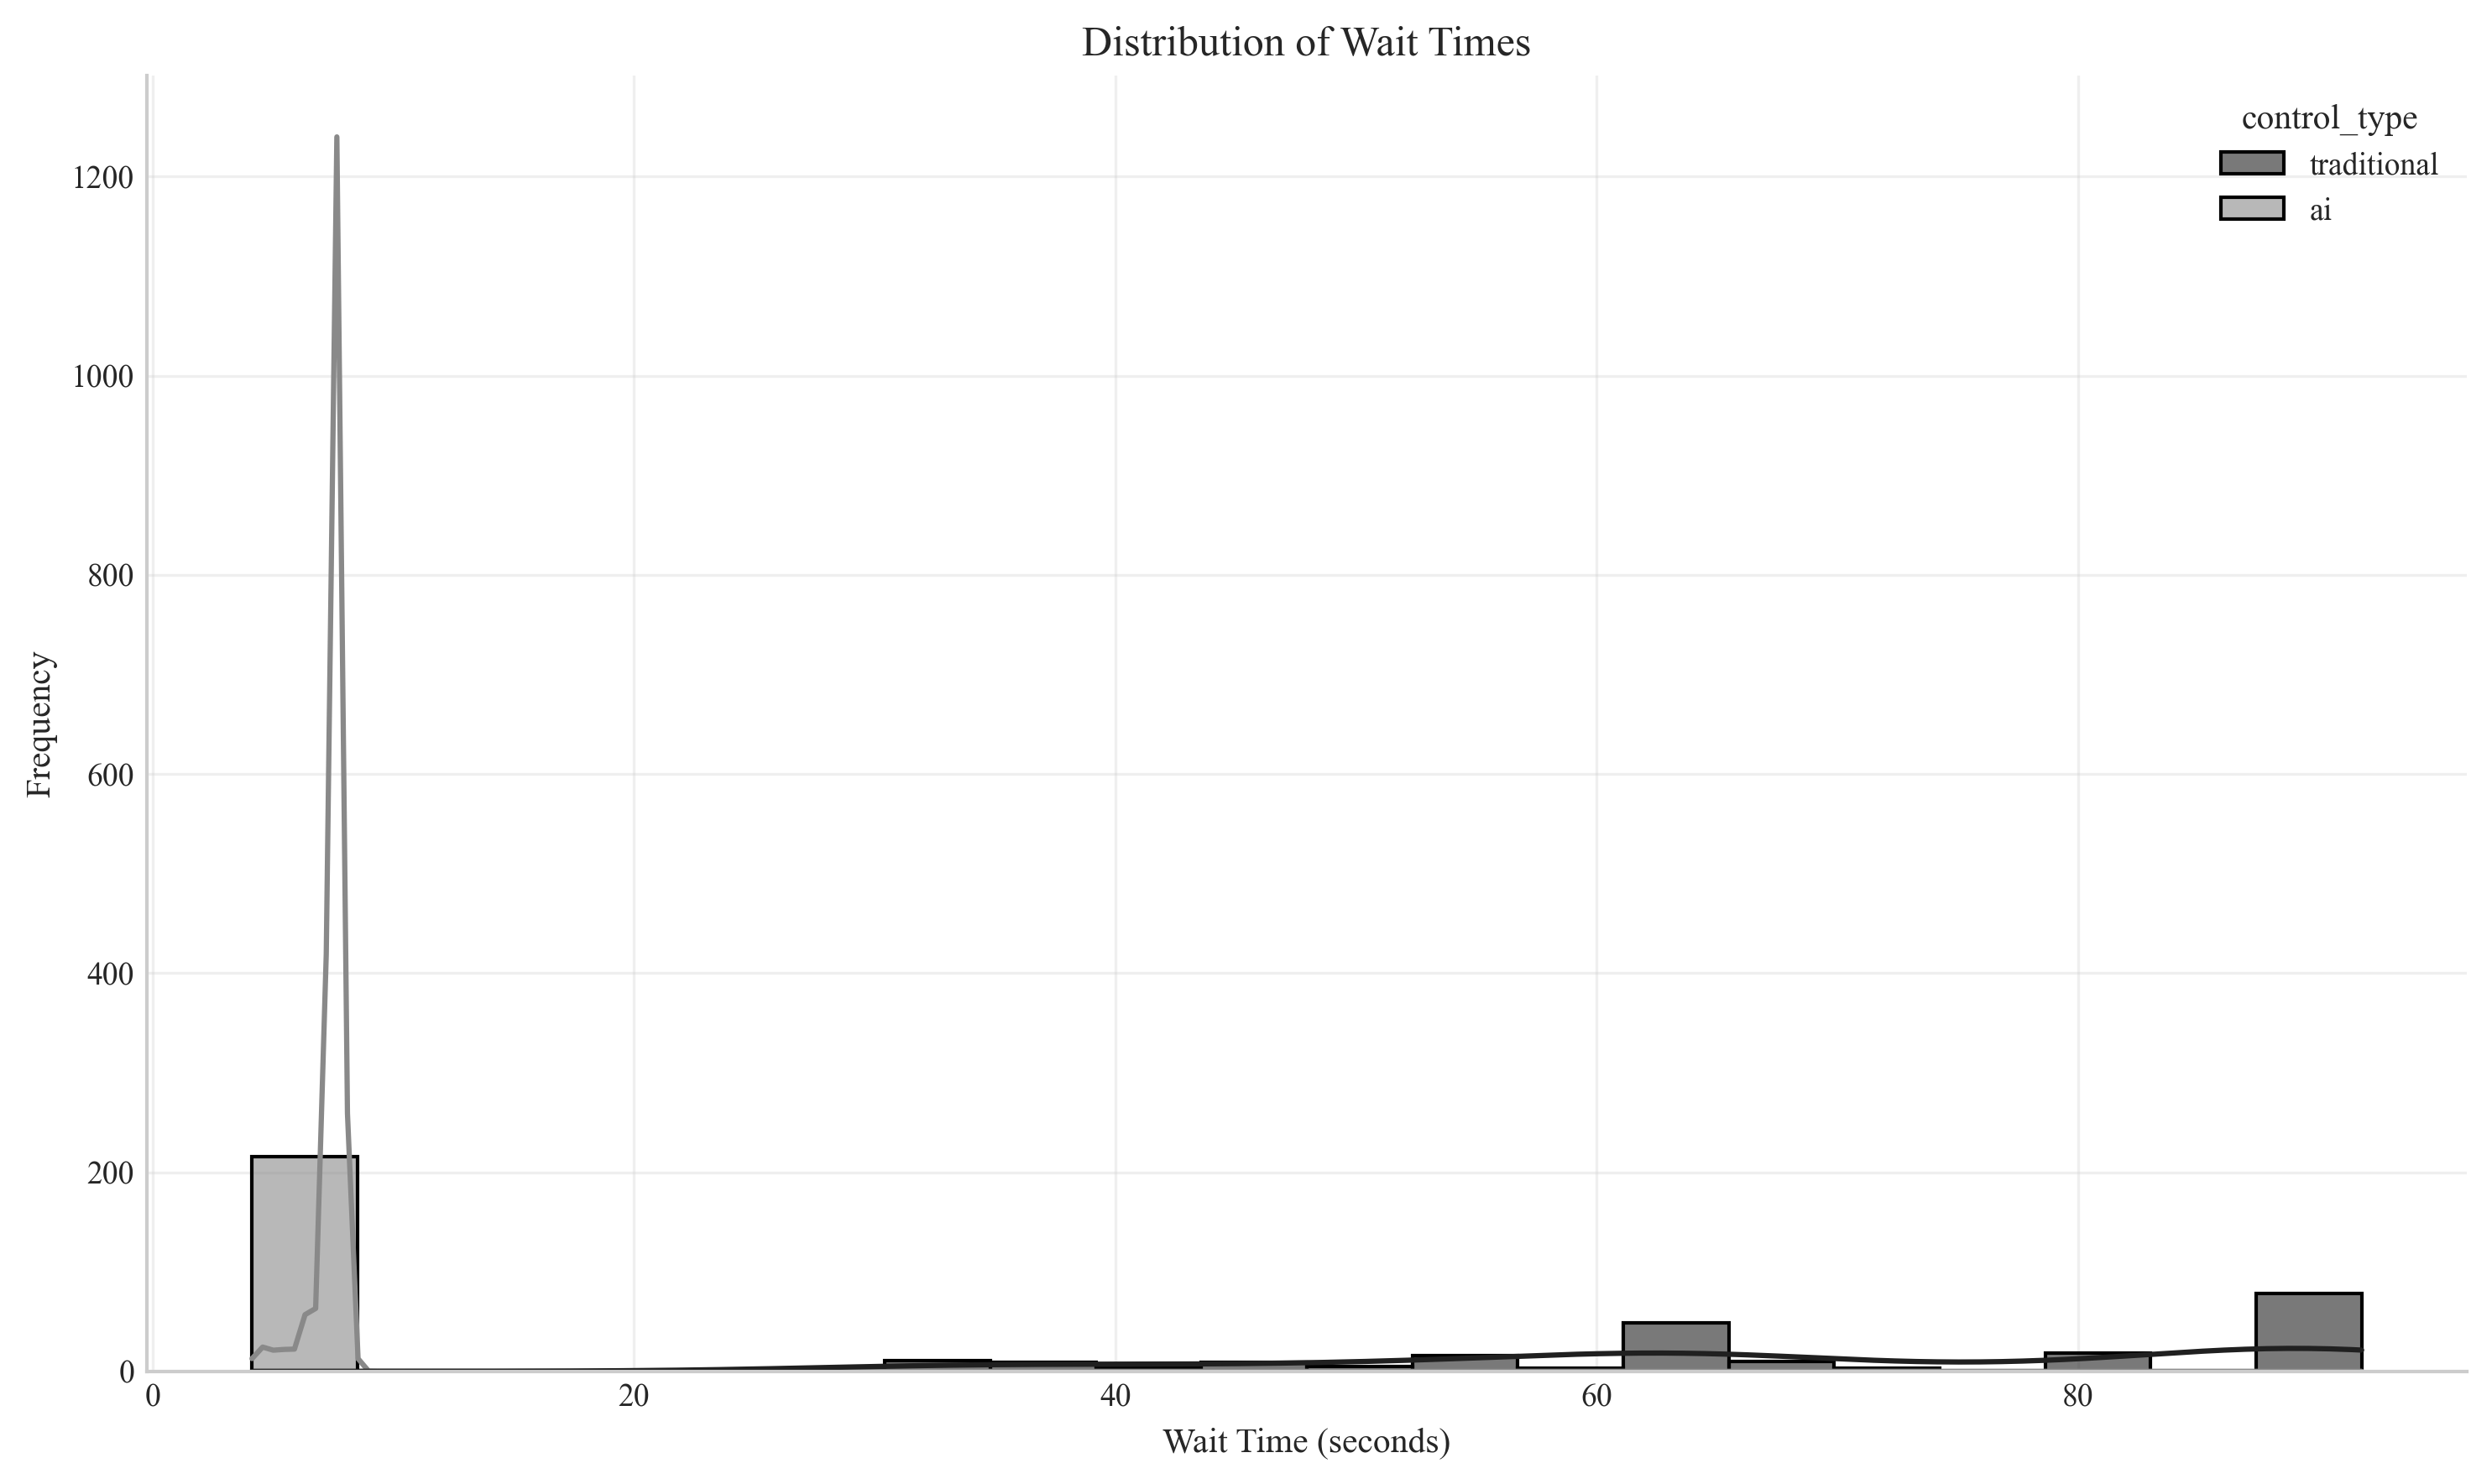 Distribution of Wait Times
control_type
traditional
ai
1200
1000
800
600
400
200
0
Frequency
0 20 40 60 80
Wait Time (seconds)